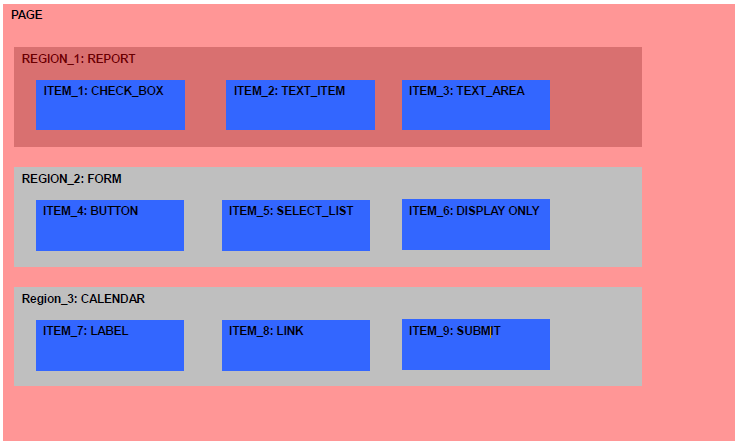 PAGE
REGION_1: REPORT
ITEM_1: CHECK_BOX
ITEM_2: TEXT_ITEM
ITEM_3: TEXT_AREA
REGION_2: FORM
ITEM_4: BUTTON
ITEM_5: SELECT_LIST
ITEM_6: DISPLAY ONLY
Region_3: CALENDAR
ITEM_7: LABEL
ITEM_8: LINK
ITEM_9: SUBMIT